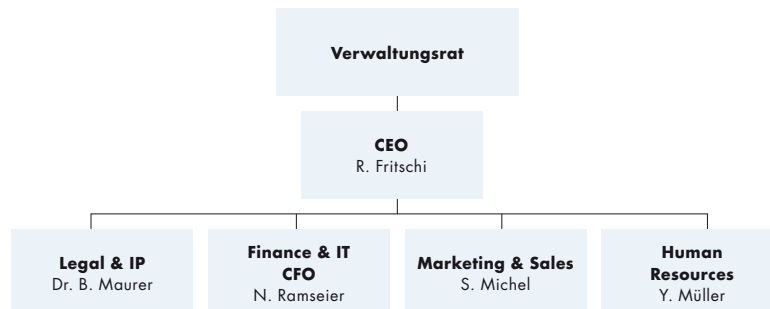 Verwaltungsrat
CEO
R. Fritschi
Legal & IP
Dr. B. Maurer
Finance & IT
CFO
N. Ramseier
Marketing & Sales
S. Michel
Human
Resources
Y. Müller